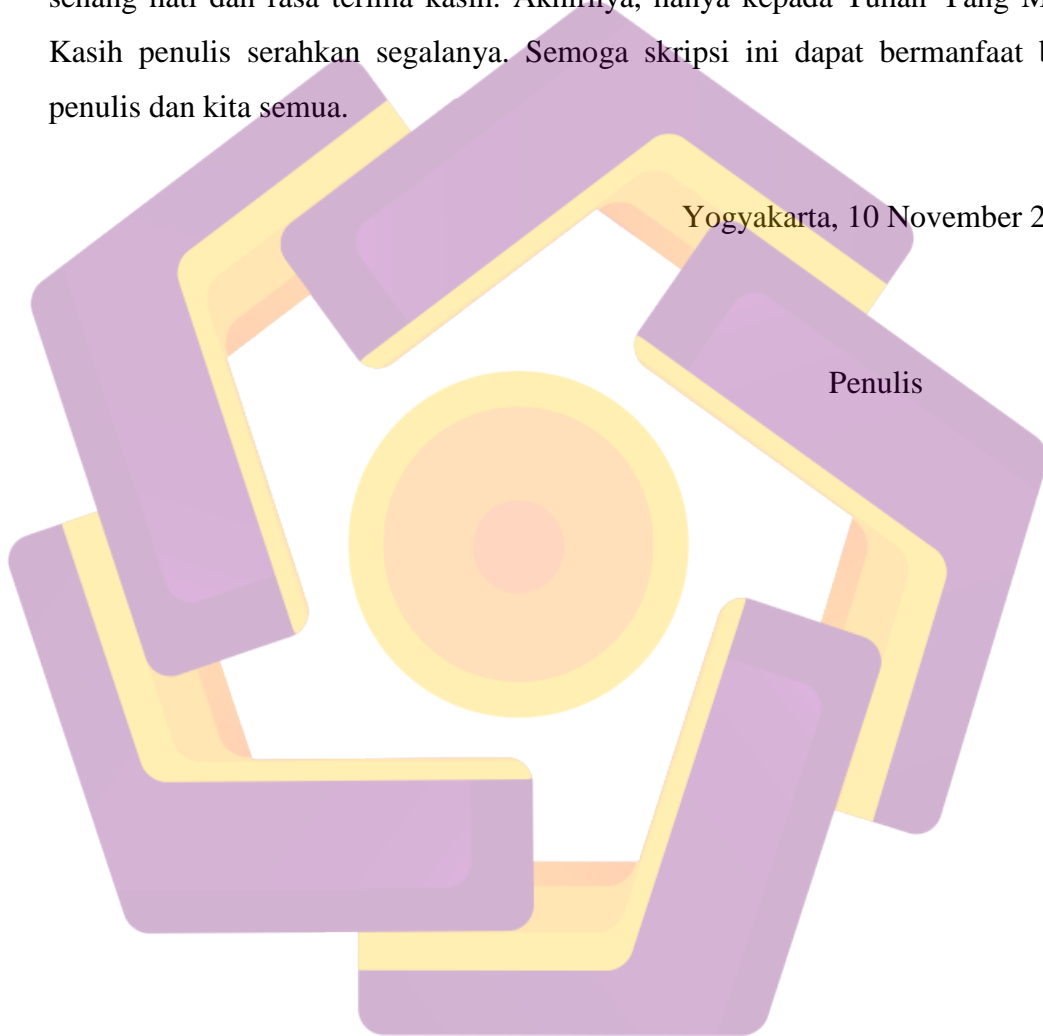 senang hati dan rasa terima kasih. Akhirnya, hanya kepada Tuhan Yang M
Kasih penulis serahkan segalanya. Semoga skripsi ini dapat bermanfaat b
penulis dan kita semua.
Yogyakarta, 10 November 2
Penulis